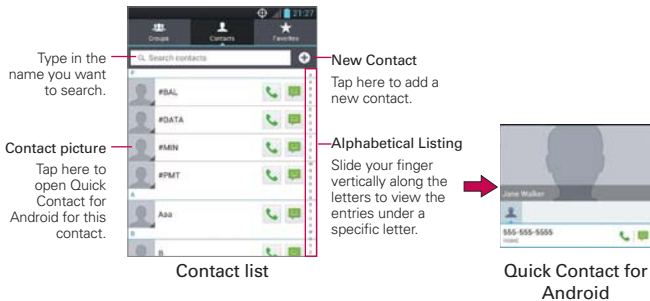 21:27
Groups
Contacts
Favorites
Search contacts
Type in the
name you want
to search.
New Contact
Tap here to add a
new contact.
#
#BAL
#DATA
#MIN
#PMT
A
Aaa
B
B
Contact picture
Tap here to
open Quick
Contact for
Android for this
contact.
Alphabetical Listing
Slide your finger
vertically along the
letters to view the
entries under a
specific letter.
Contact list
Jane Walker
555-555-5555
Quick Contact for
Android